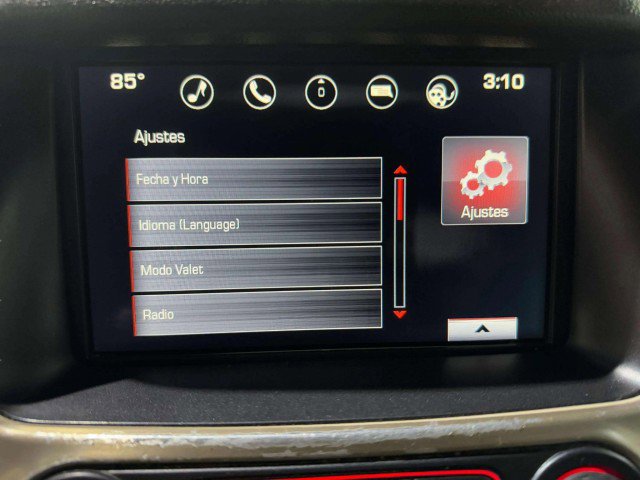 85° 3:10
Ajustes
Fecha y Hora
Idioma (Language)
Modo Valet
Radio
Ajustes